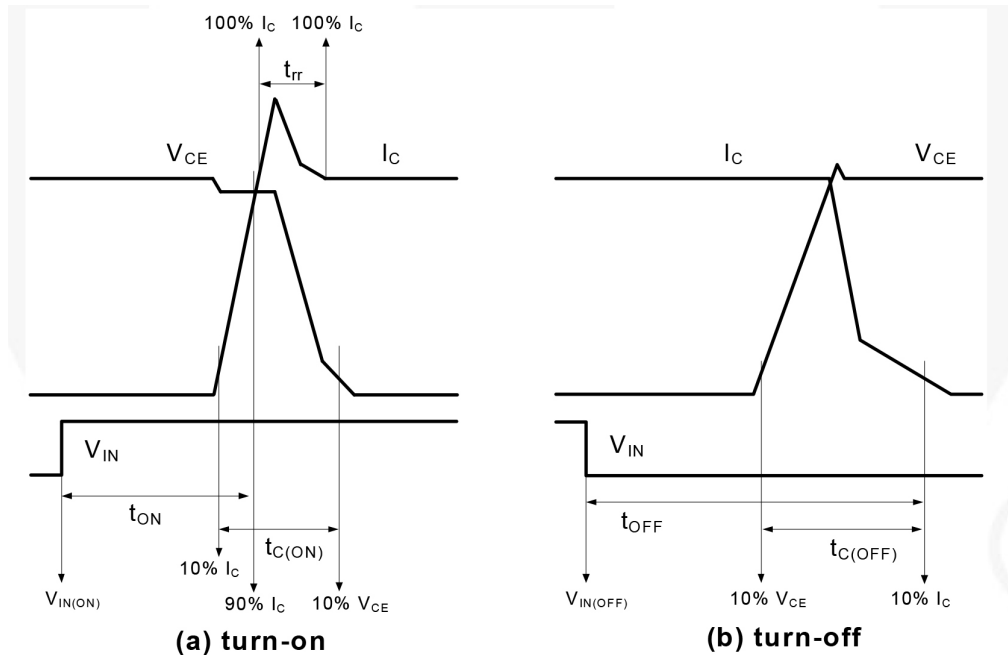 100% IC 100% IC
trr
VCE IC
IC VCE
VIN
VIN
tON
tOFF
tC(ON)
tC(OFF)
10% IC
VIN(ON)
90% IC 10% VCE
VIN(OFF) 10% VCE 10% IC
(a) turn-on
(b) turn-off